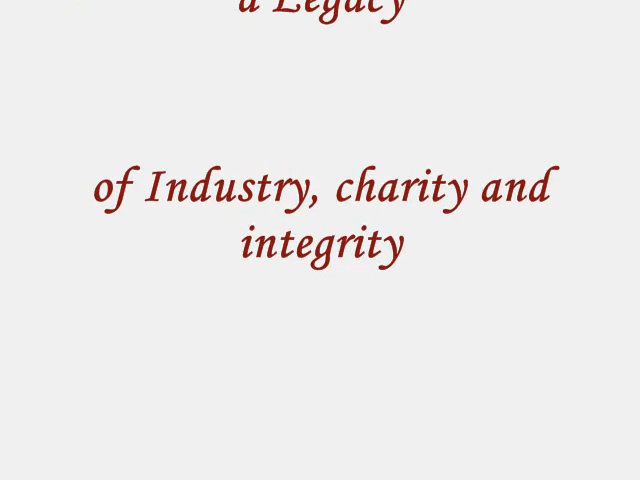 a Legacy
of Industry, charity and
integrity